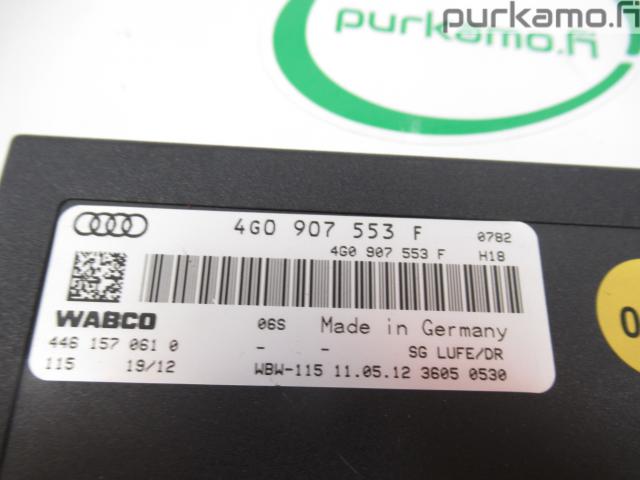 purkamo.fi
purkamo.fi
4G0 907 553 F 0782
4G0 907 553 F H18
WABCO 06S Made in Germany
446 157 061 0 - - SG LUFE/DR
115 19/12 WBW-115 11.05.12 3605 0530
0